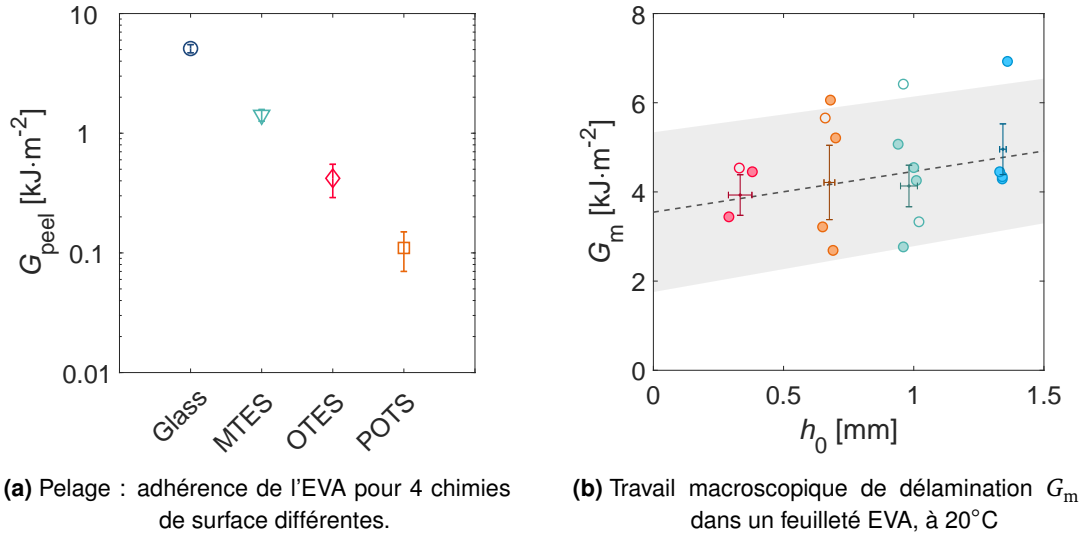 10
1
0.1
0.01
G_peel [kJ·m^-2]
Glass
MTES
OTES
POTS
8
6
4
2
0
G_m [kJ·m^-2]
0
0.5
1
1.5
h_0 [mm]
(a) Pelage : adhérence de l'EVA pour 4 chimies
de surface différentes.
(b) Travail macroscopique de délamination G_m
dans un feuilleté EVA, à 20°C